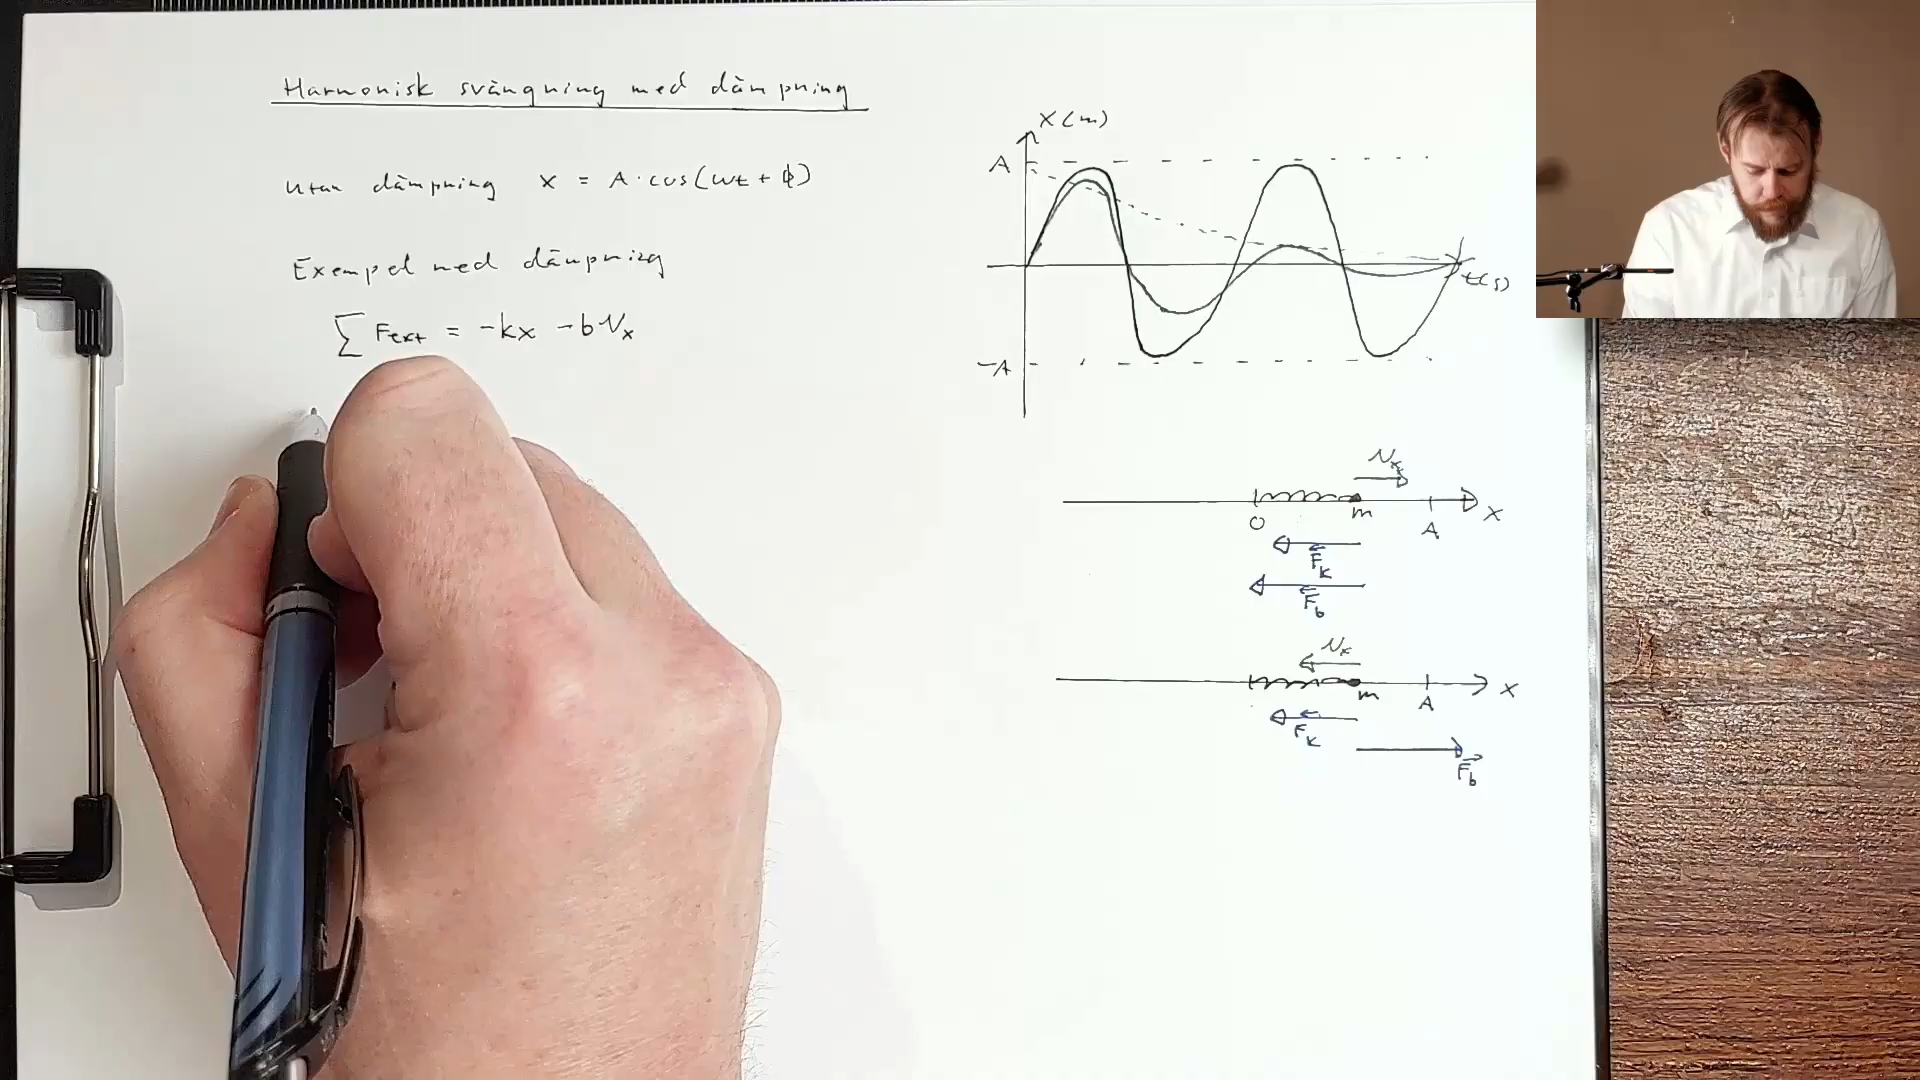 Harmonisk svängning med dämpning
utan dämpning x = A·cos(ωt + ϕ)
Exempel med dämpning
∑ Fext = -kx -bvx
x(m)
A
-A
t(s)
vx
0
m
A
x
Fk
Fb
vx
m
A
x
Fk
Fb